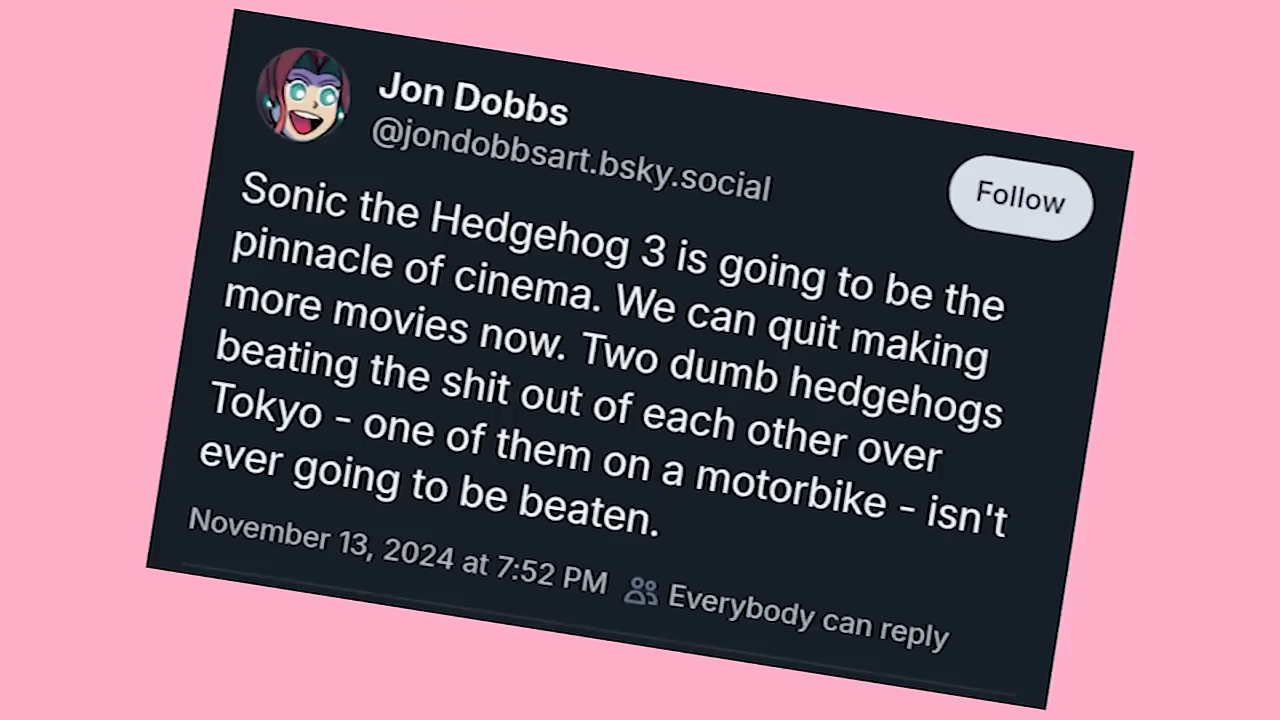 Jon Dobbs
@jondobbsart.bsky.social
Follow
Sonic the Hedgehog 3 is going to be the
pinnacle of cinema. We can quit making
more movies now. Two dumb hedgehogs
beating the shit out of each other over
Tokyo - one of them on a motorbike - isn't
ever going to be beaten.
November 13, 2024 at 7:52 PM Everybody can reply